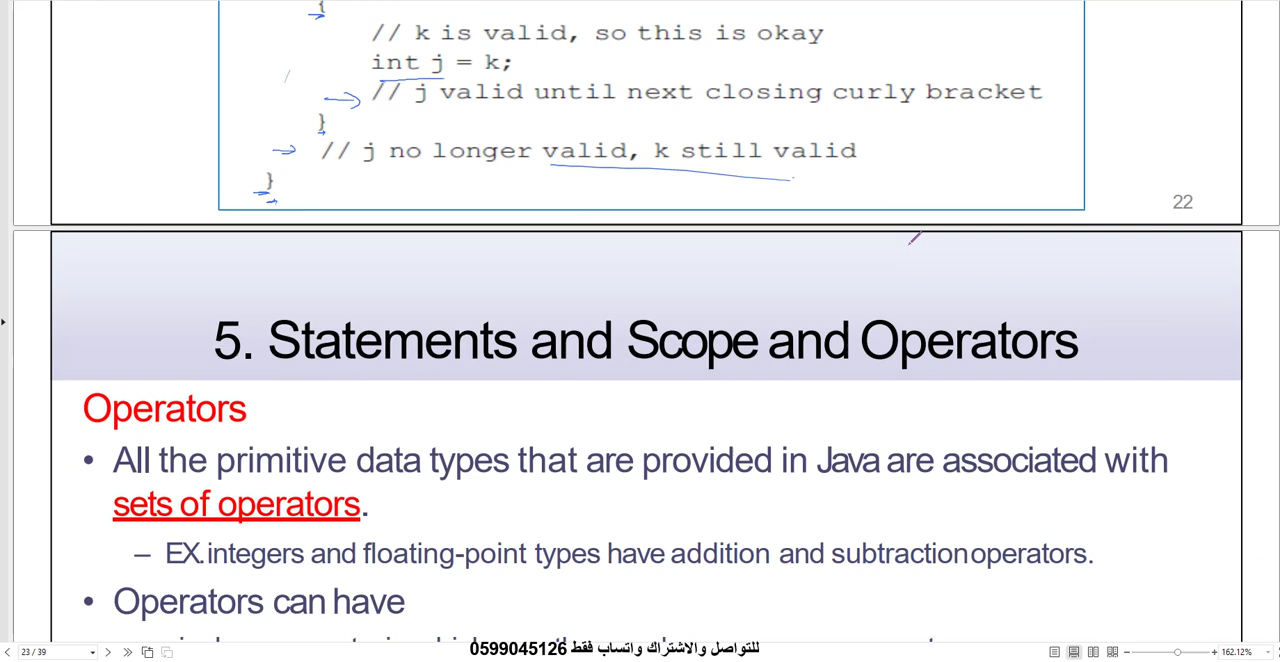 {
// k is valid, so this is okay
int j = k;
// j valid until next closing curly bracket
}
// j no longer valid, k still valid
}
22
5. Statements and Scope and Operators
Operators
• All the primitive data types that are provided in Java are associated with
sets of operators.
– EX.integers and floating-point types have addition and subtraction operators.
• Operators can have
23 / 39
للتواصل والاشتراك واتساب فقط 0599045126
162.12%